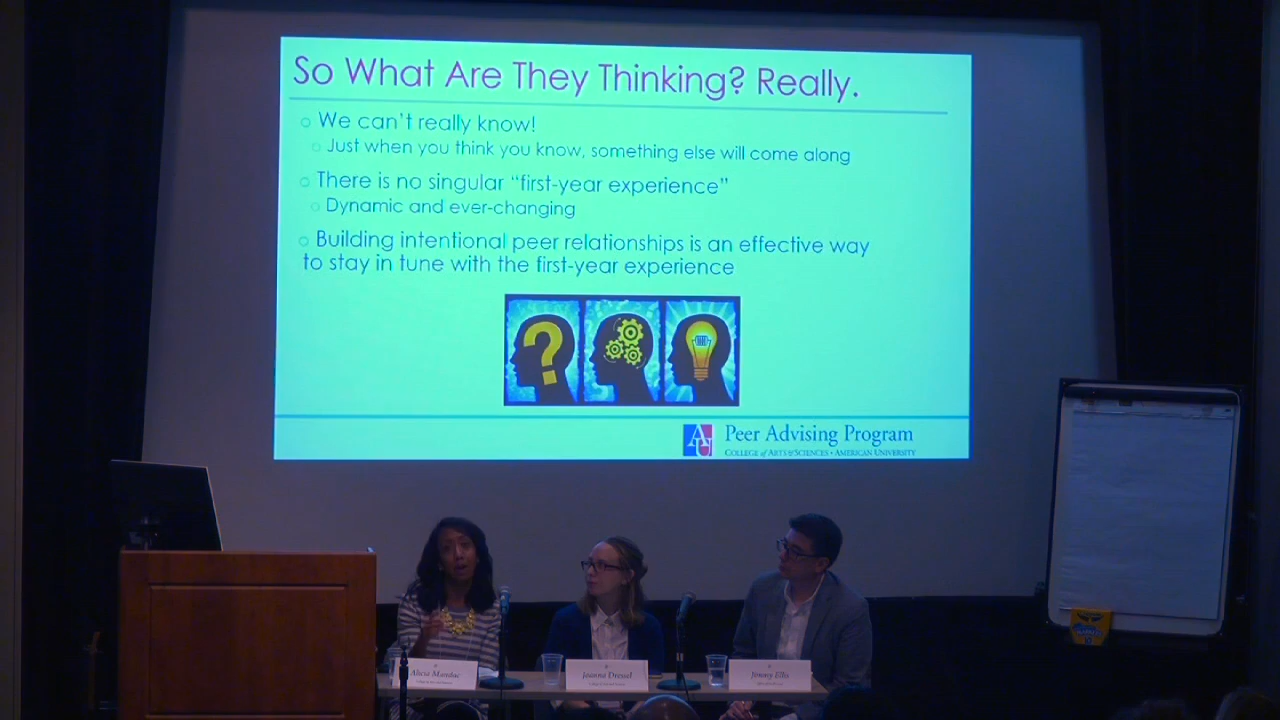 So What Are They Thinking? Really.
We can't really know!
Just when you think you know, something else will come along
There is no singular "first-year experience"
Dynamic and ever-changing
Building intentional peer relationships is an effective way
to stay in tune with the first-year experience
AU
Peer Advising Program
COLLEGE of ARTS & SCIENCES • AMERICAN UNIVERSITY
Jimmy Ellis